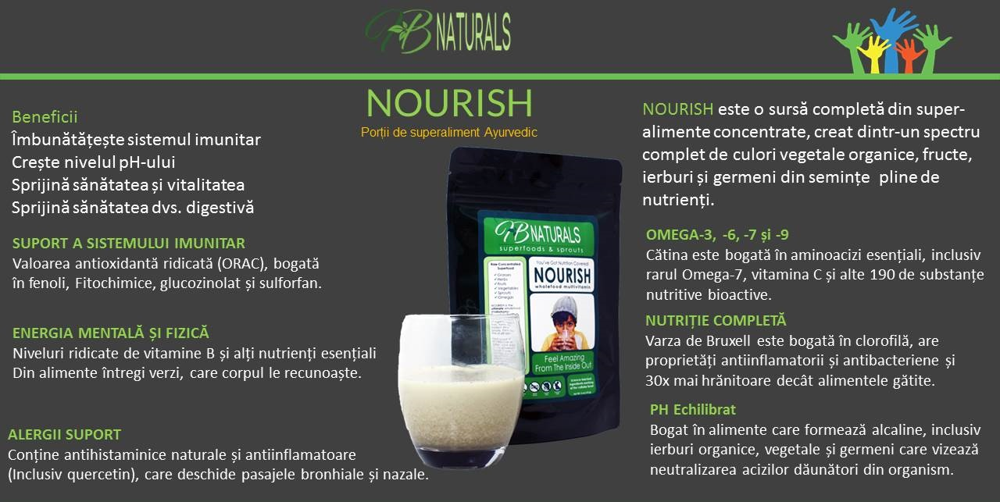 HB NATURALS
NOURISH
Porții de superaliment Ayurvedic
Beneficii
Îmbunătățește sistemul imunitar
Crește nivelul pH-ului
Sprijină sănătatea și vitalitatea
Sprijină sănătatea dvs. digestivă
SUPORT A SISTEMULUI IMUNITAR
Valoarea antioxidantă ridicată (ORAC), bogată
în fenoli, Fitochimice, glucozinolat și sulforfan.
ENERGIA MENTALĂ ȘI FIZICĂ
Niveluri ridicate de vitamine B și alți nutrienți esențiali
Din alimente întregi verzi, care corpul le recunoaște.
ALERGII SUPORT
Conține antihistaminice naturale și antiinflamatoare
(Inclusiv quercetin), care deschide pasajele bronhiale și nazale.
HB NATURALS
superfoods & sprouts
Raw Concentrated
Superfood
✓ Grasses
✓ Herbs
✓ Fruits
✓ Vegetables
✓ Sprouts
✓ Omegas
You've Got Nutrition Covered!
NOURISH
wholefood multivitamin
Feel Amazing
From The Inside Out
NOURISH este o sursă completă din super-
alimente concentrate, creat dintr-un spectru
complet de culori vegetale organice, fructe,
ierburi și germeni din semințe pline de
nutrienți.
OMEGA-3, -6, -7 și -9
Cătina este bogată în aminoacizi esențiali, inclusiv
rarul Omega-7, vitamina C și alte 190 de substanțe
nutritive bioactive.
NUTRIȚIE COMPLETĂ
Varza de Bruxell este bogată în clorofilă, are
proprietăți antiinflamatorii și antibacteriene și
30x mai hrănitoare decât alimentele gătite.
PH Echilibrat
Bogat în alimente care formează alcaline, inclusiv
ierburi organice, vegetale și germeni care vizează
neutralizarea acizilor dăunători din organism.